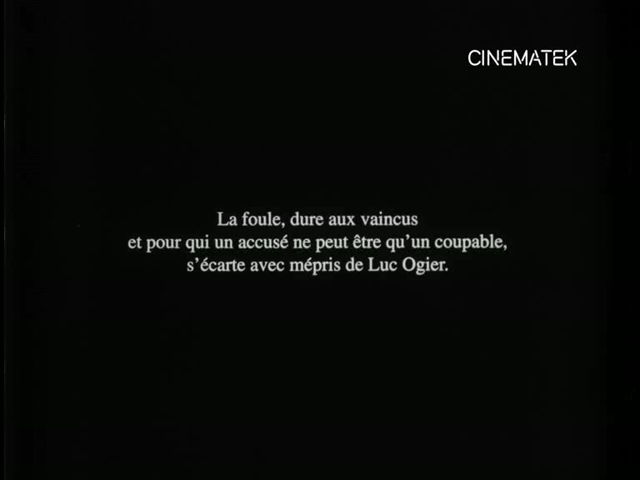 CINEMATEK
La foule, dure aux vaincus
et pour qui un accusé ne peut être qu'un coupable,
s'écarte avec mépris de Luc Ogier.